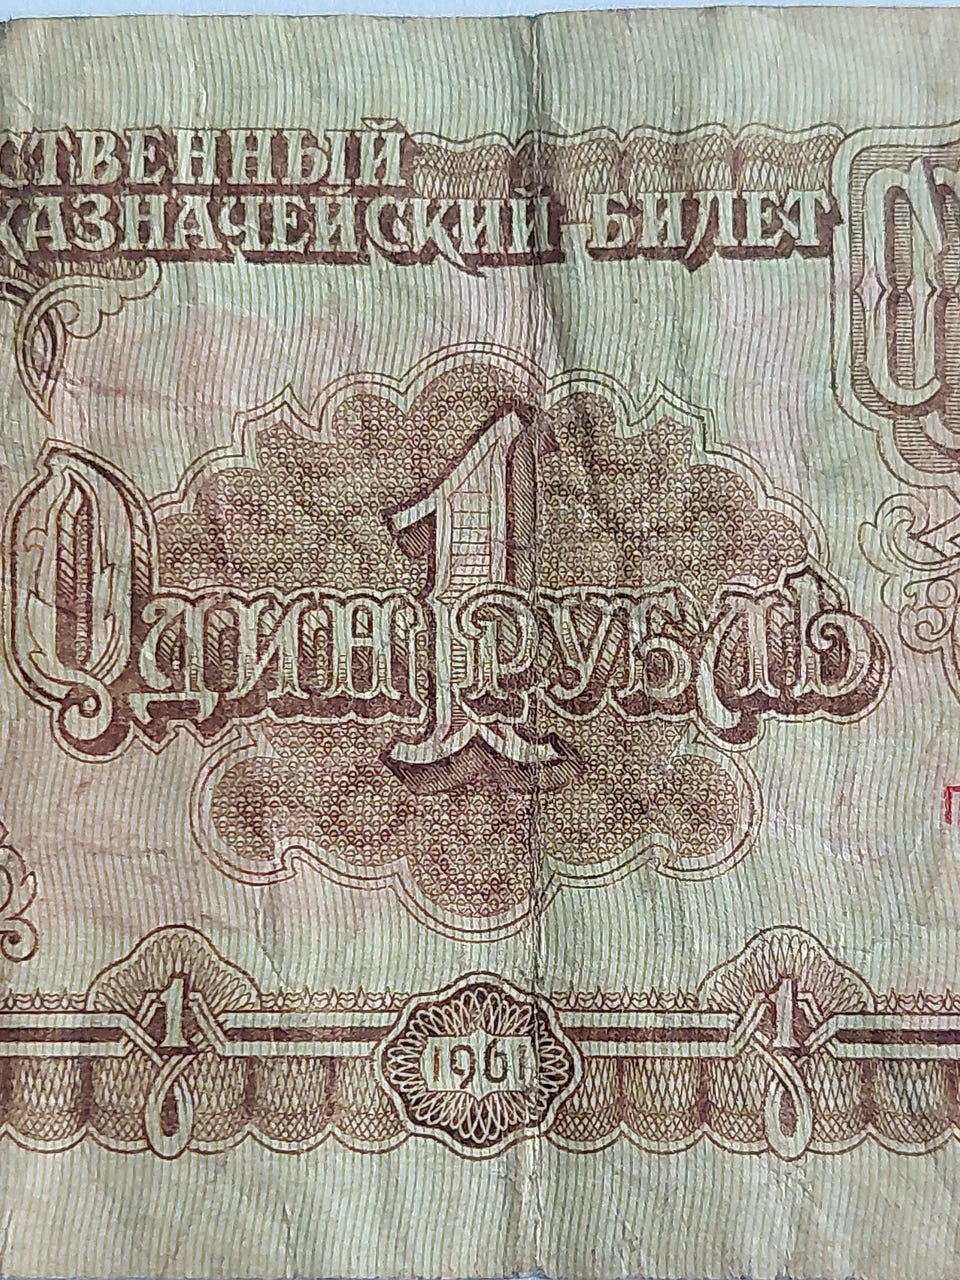 СТВЕННЫЙ
КАЗНАЧЕЙСКИЙ БИЛЕТ
1
ОДИН РУБЛЬ
1 1
1961